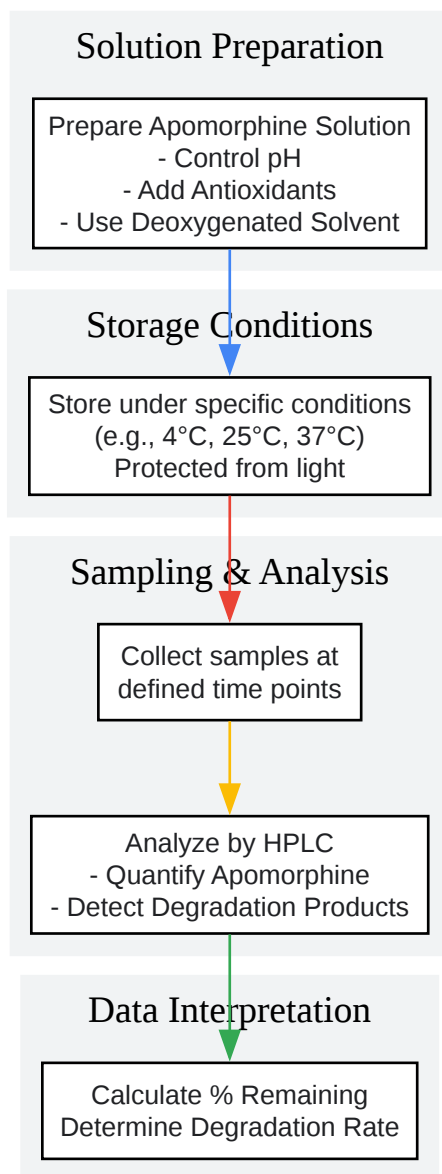 Solution Preparation
Prepare Apomorphine Solution
- Control pH
- Add Antioxidants
- Use Deoxygenated Solvent
Storage Conditions
Store under specific conditions
(e.g., 4°C, 25°C, 37°C)
Protected from light
Sampling & Analysis
Collect samples at
defined time points
Analyze by HPLC
- Quantify Apomorphine
- Detect Degradation Products
Data Interpretation
Calculate % Remaining
Determine Degradation Rate